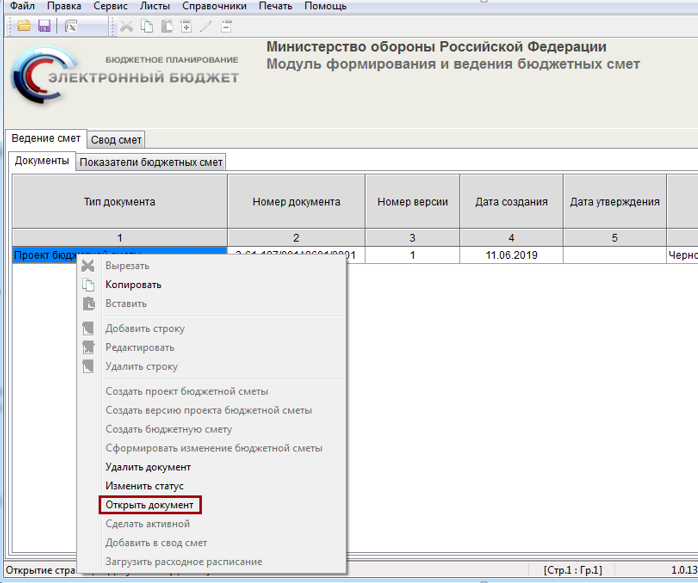 Файл Правка Сервис Листы Справочники Печать Помощь
БЮДЖЕТНОЕ ПЛАНИРОВАНИЕ
ЭЛЕКТРОННЫЙ БЮДЖЕТ
Министерство обороны Российской Федерации
Модуль формирования и ведения бюджетных смет
Ведение смет Свод смет
Документы Показатели бюджетных смет
Тип документа Номер документа Номер версии Дата создания Дата утверждения
1 2 3 4 5
Проект бюджетной сметы 1 11.06.2019 Черно
Вырезать
Копировать
Вставить
Добавить строку
Редактировать
Удалить строку
Создать проект бюджетной сметы
Создать версию проекта бюджетной сметы
Создать бюджетную смету
Сформировать изменение бюджетной сметы
Удалить документ
Изменить статус
Открыть документ
Сделать активной
Добавить в свод смет
Загрузить расходное расписание
Открытие стра [Стр.1 : Гр.1] 1.0.13